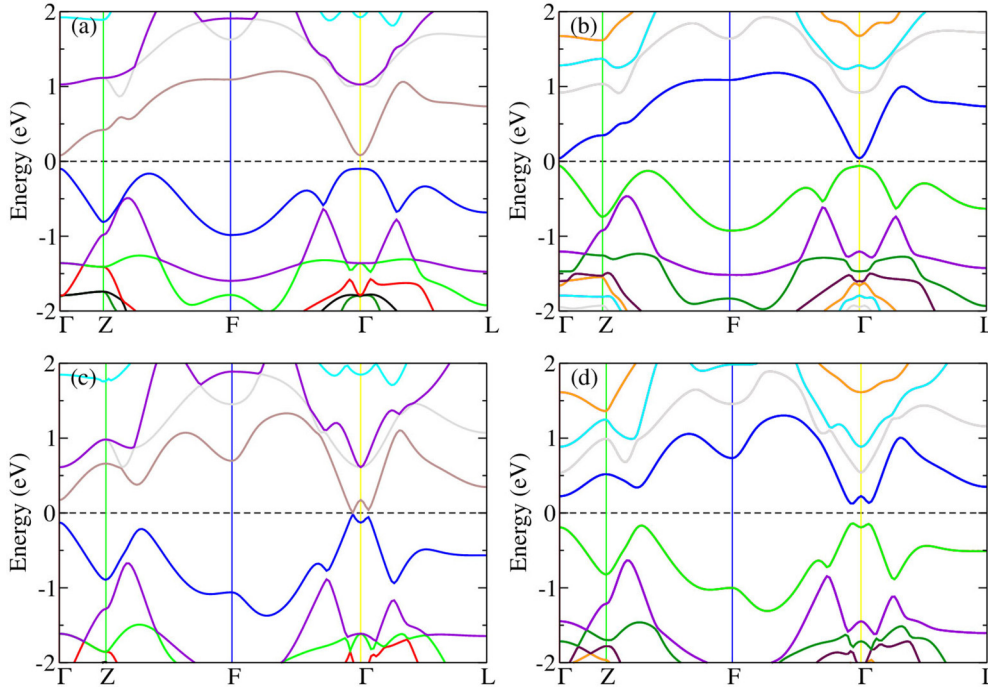 (a)
Energy (eV)
2
1
0
-1
-2
Γ Z F Γ L
(b)
Energy (eV)
2
1
0
-1
-2
Γ Z F Γ L
(c)
Energy (eV)
2
1
0
-1
-2
Γ Z F Γ L
(d)
Energy (eV)
2
1
0
-1
-2
Γ Z F Γ L